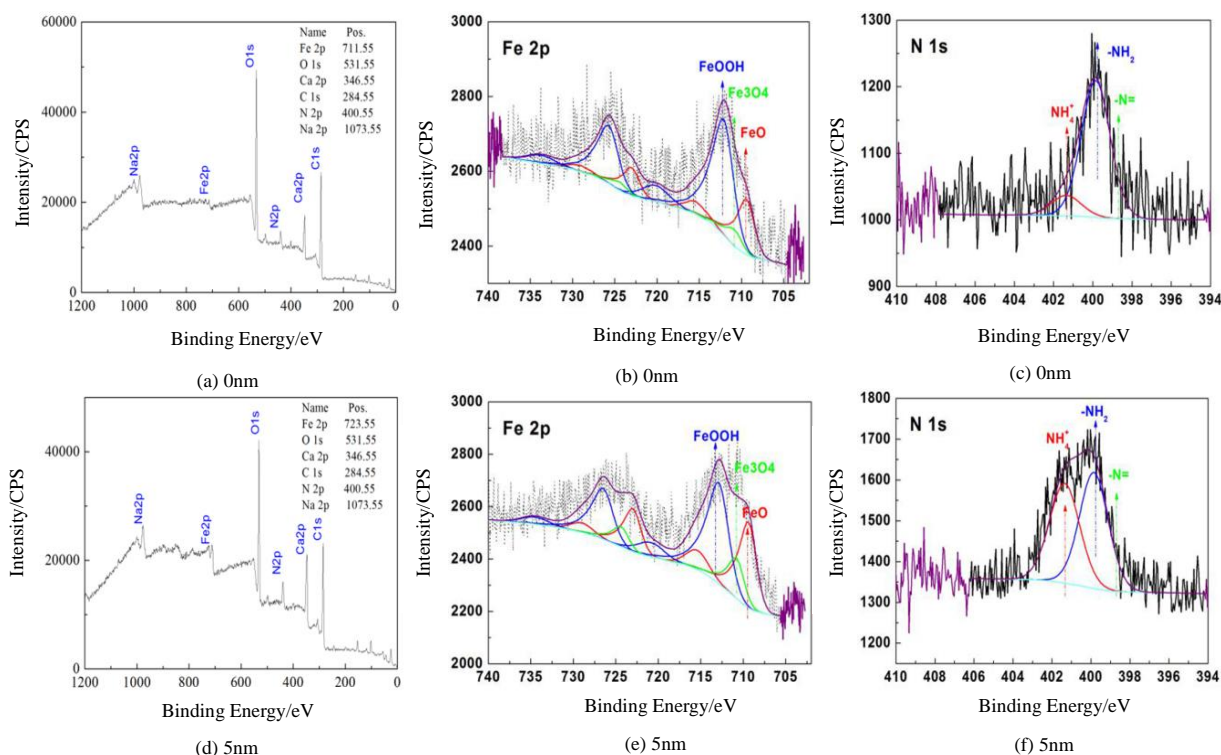 60000
40000
20000
0
Intensity/CPS
Name Pos.
Fe 2p 711.55
O 1s 531.55
Ca 2p 346.55
C 1s 284.55
N 2p 400.55
Na 2p 1073.55
Na2p
Fe2p
O1s
N2p
Ca2p
C1s
1200 1000 800 600 400 200 0
Binding Energy/eV
(a) 0nm
3000
2800
2600
2400
Intensity/CPS
Fe 2p
FeOOH
Fe3O4
FeO
740 735 730 725 720 715 710 705
Binding Energy/eV
(b) 0nm
1300
1200
1100
1000
900
Intensity/CPS
N 1s
-NH2
NH4+
-N=
410 408 406 404 402 400 398 396 394
Binding Energy/eV
(c) 0nm
40000
20000
0
Intensity/CPS
Name Pos.
Fe 2p 723.55
O 1s 531.55
Ca 2p 346.55
C 1s 284.55
N 2p 400.55
Na 2p 1073.55
Na2p
Fe2p
O1s
N2p
Ca2p
C1s
1200 1000 800 600 400 200 0
Binding Energy/eV
(d) 5nm
3000
2800
2600
2400
2200
2000
Intensity/CPS
Fe 2p
FeOOH
Fe3O4
FeO
740 735 730 725 720 715 710 705
Binding Energy/eV
(e) 5nm
1800
1700
1600
1500
1400
1300
1200
Intensity/CPS
N 1s
-NH2
NH4+
-N=
410 408 406 404 402 400 398 396 394
Binding Energy/eV
(f) 5nm